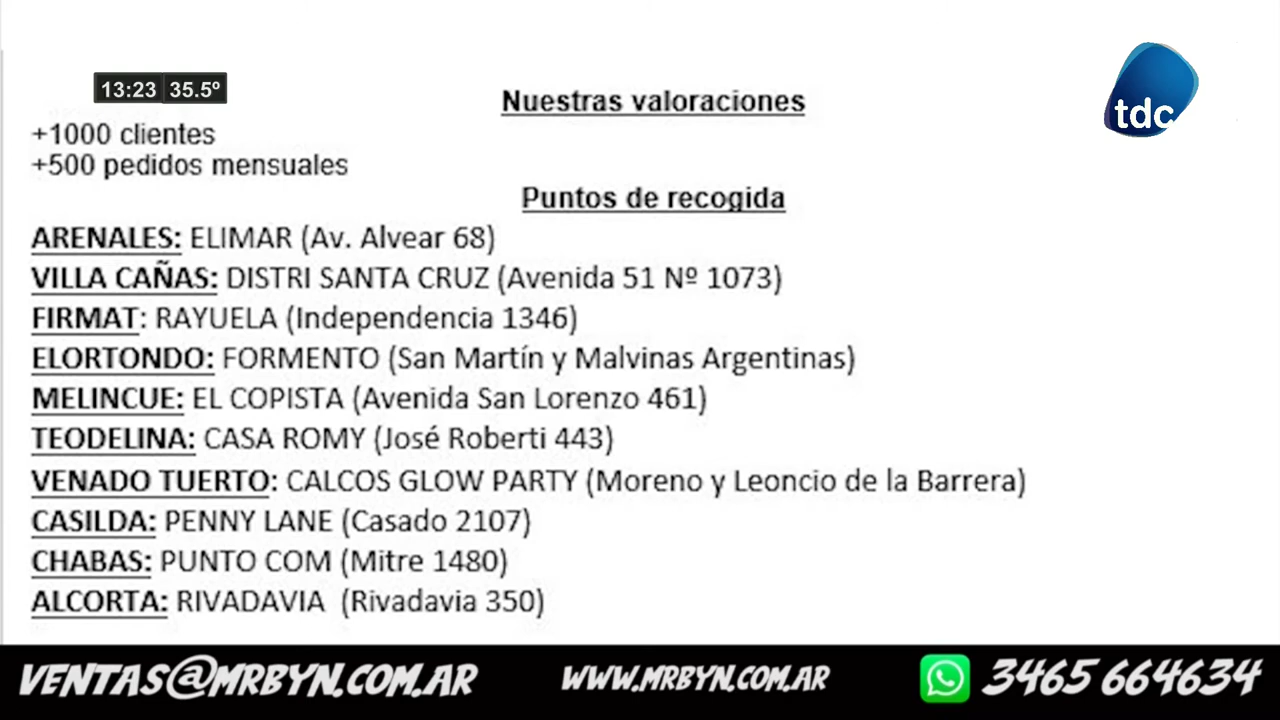 13:23 35.5º
tdc
Nuestras valoraciones
+1000 clientes
+500 pedidos mensuales
Puntos de recogida
ARENALES: ELIMAR (Av. Alvear 68)
VILLA CAÑAS: DISTRI SANTA CRUZ (Avenida 51 Nº 1073)
FIRMAT: RAYUELA (Independencia 1346)
ELORTONDO: FORMENTO (San Martín y Malvinas Argentinas)
MELINCUE: EL COPISTA (Avenida San Lorenzo 461)
TEODELINA: CASA ROMY (José Roberti 443)
VENADO TUERTO: CALCOS GLOW PARTY (Moreno y Leoncio de la Barrera)
CASILDA: PENNY LANE (Casado 2107)
CHABAS: PUNTO COM (Mitre 1480)
ALCORTA: RIVADAVIA (Rivadavia 350)
VENTAS@MRBYN.COM.AR WWW.MRBYN.COM.AR 3465 664634